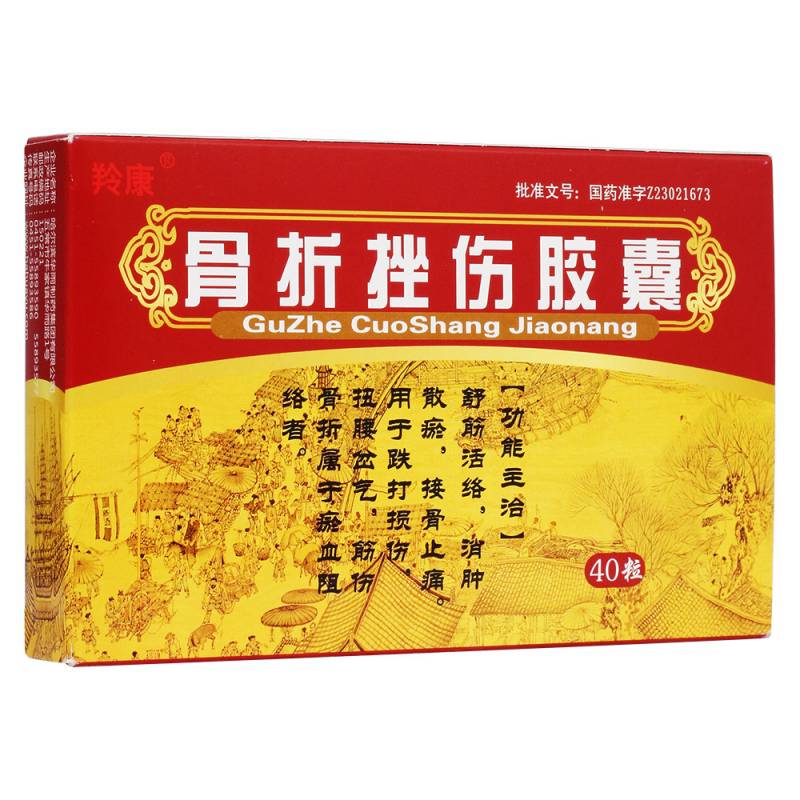 羚康®
批准文号：国药准字Z23021673
骨折挫伤胶囊
GuZhe CuoShang Jiaonang
【功能主治】
舒筋活络，消肿
散瘀，接骨止痛。
用于跌打损伤，
扭腰岔气，筋伤
骨折属于瘀血阻
络者。
40粒